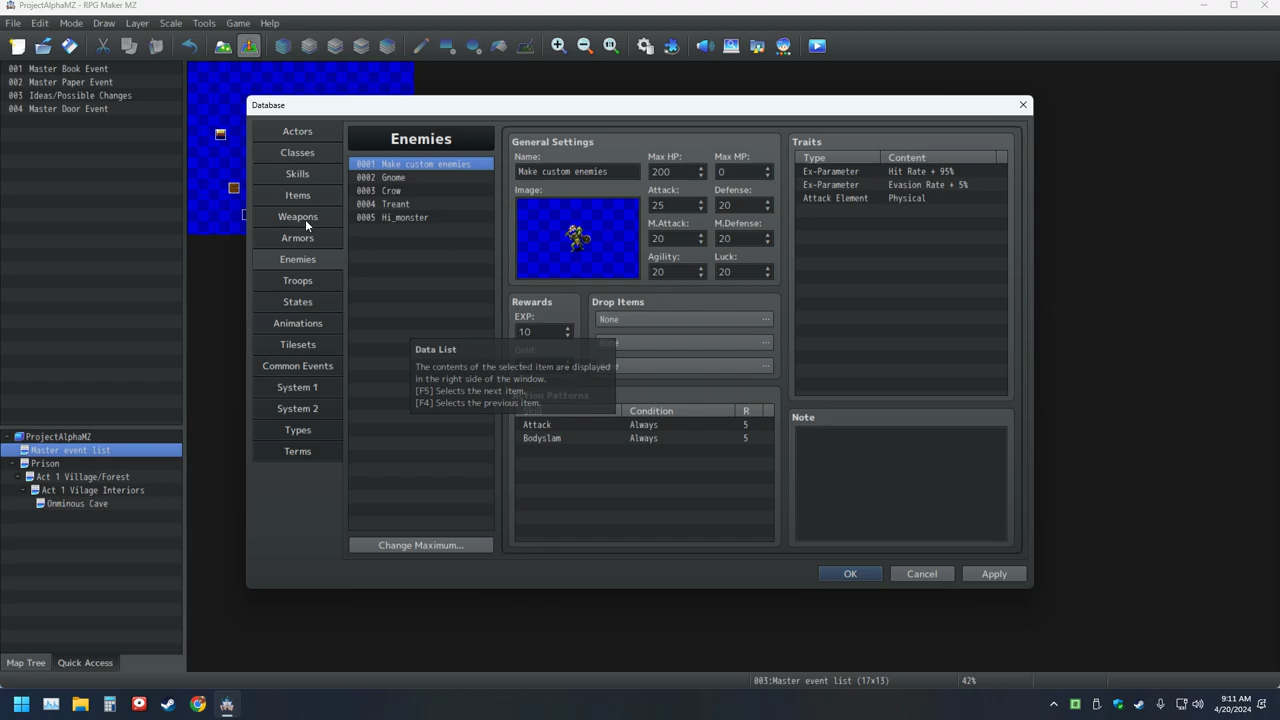 ProjectAlphaMZ - RPG Maker MZ
File Edit Mode Draw Layer Scale Tools Game Help
001 Master Book Event
002 Master Paper Event
003 Ideas/Possible Changes
004 Master Door Event
Database
Actors
Classes
Skills
Items
Weapons
Armors
Enemies
Troops
States
Animations
Tilesets
Common Events
System 1
System 2
Types
Terms
Enemies
0001 Make custom enemies
0002 Gnome
0003 Crow
0004 Treant
0005 Hi_monster
Change Maximum...
General Settings
Name: Max HP: Max MP:
Make custom enemies 200 0
Image: Attack: Defense:
25 20
M.Attack: M.Defense:
20 20
Agility: Luck:
20 20
Rewards Drop Items
EXP: None
10
Data List
The contents of the selected item are displayed
in the right side of the window.
[F5] Selects the next item.
[F4] Selects the previous item.
Skill Condition R
Attack Always 5
Bodyslam Always 5
Traits
Type Content
Ex-Parameter Hit Rate + 95%
Ex-Parameter Evasion Rate + 5%
Attack Element Physical
Note
OK Cancel Apply
ProjectAlphaMZ
Master event list
Prison
Act 1 Village/Forest
Act 1 Vilage Interiors
Onminous Cave
Map Tree Quick Access
003:Master event list (17x13) 42%
9:11 AM
4/20/2024